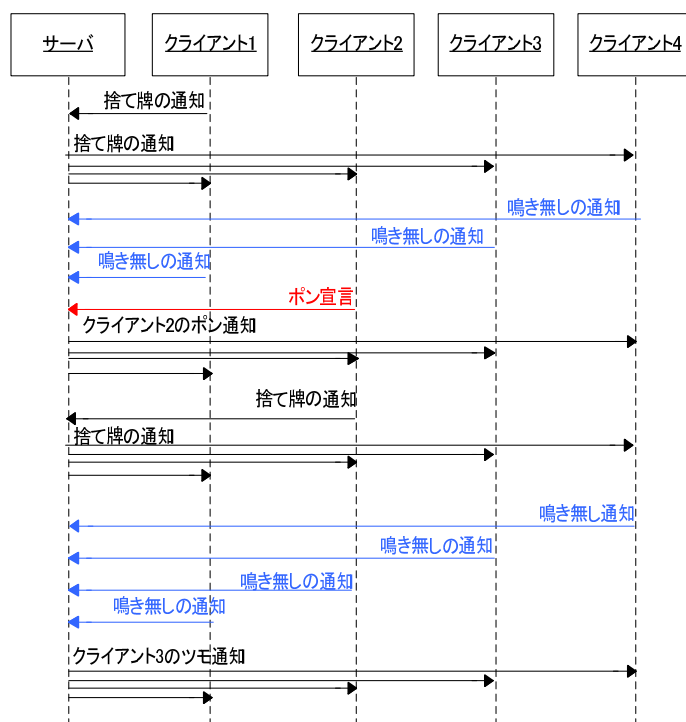 サーバ
クライアント1
クライアント2
クライアント3
クライアント4
捨て牌の通知
捨て牌の通知
鳴き無しの通知
鳴き無しの通知
鳴き無しの通知
ポン宣言
クライアント2のポン通知
捨て牌の通知
捨て牌の通知
鳴き無し通知
鳴き無しの通知
鳴き無しの通知
鳴き無しの通知
クライアント3のツモ通知